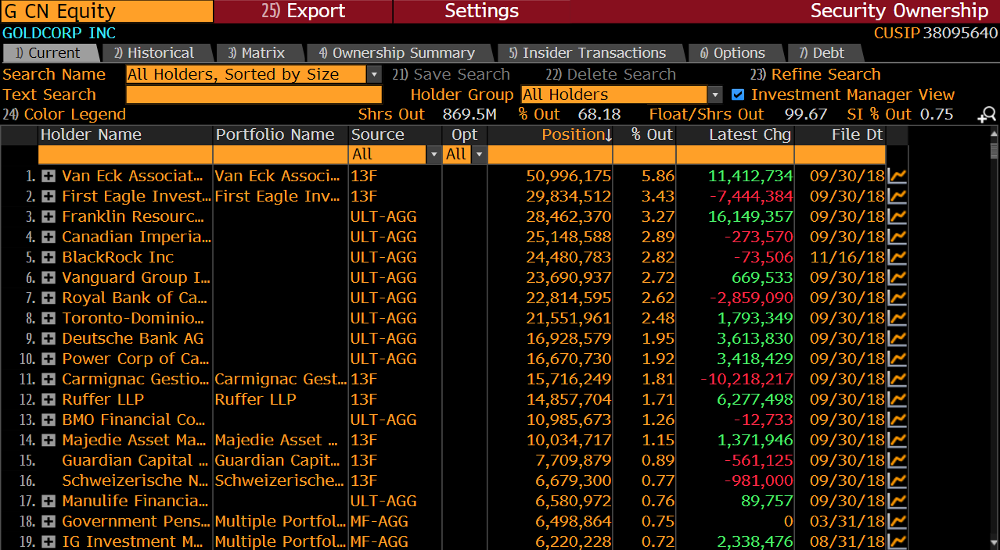 G CN Equity 25) Export Settings Security Ownership
GOLDCORP INC CUSIP 38095640
1) Current 2) Historical 3) Matrix 4) Ownership Summary 5) Insider Transactions 6) Options 7) Debt
Search Name All Holders, Sorted by Size 21) Save Search 22) Delete Search 23) Refine Search
Text Search Holder Group All Holders Investment Manager View
24) Color Legend Shrs Out 869.5M % Out 68.18 Float/Shrs Out 99.67 SI % Out 0.75
Holder Name Portfolio Name Source Opt Position↓ % Out Latest Chg File Dt
All All
1. Van Eck Associat... Van Eck Associ... 13F 50,996,175 5.86 11,412,734 09/30/18
2. First Eagle Invest... First Eagle Inv... 13F 29,834,512 3.43 -7,444,384 09/30/18
3. Franklin Resourc... ULT-AGG 28,462,370 3.27 16,149,357 09/30/18
4. Canadian Imperia... ULT-AGG 25,148,588 2.89 -273,570 09/30/18
5. BlackRock Inc ULT-AGG 24,480,783 2.82 -73,506 11/16/18
6. Vanguard Group I... ULT-AGG 23,690,937 2.72 669,533 09/30/18
7. Royal Bank of Ca... ULT-AGG 22,814,595 2.62 -2,859,090 09/30/18
8. Toronto-Dominio... ULT-AGG 21,551,961 2.48 1,793,349 09/30/18
9. Deutsche Bank AG ULT-AGG 16,928,579 1.95 3,613,830 09/30/18
10. Power Corp of Ca... ULT-AGG 16,670,730 1.92 3,418,429 09/30/18
11. Carmignac Gestio... Carmignac Gest... 13F 15,716,249 1.81 -10,218,217 09/30/18
12. Ruffer LLP Ruffer LLP 13F 14,857,704 1.71 6,277,498 09/30/18
13. BMO Financial Co... ULT-AGG 10,985,673 1.26 -12,733 09/30/18
14. Majedie Asset Ma... Majedie Asset ... 13F 10,034,717 1.15 1,371,946 09/30/18
15. Guardian Capital ... Guardian Capit... 13F 7,709,879 0.89 -561,125 09/30/18
16. Schweizerische N... Schweizerische... 13F 6,679,300 0.77 -981,000 09/30/18
17. Manulife Financia... ULT-AGG 6,580,972 0.76 89,757 09/30/18
18. Government Pens... Multiple Portfol... MF-AGG 6,498,864 0.75 0 03/31/18
19. IG Investment M... Multiple Portfol... MF-AGG 6,220,228 0.72 2,338,476 08/31/18